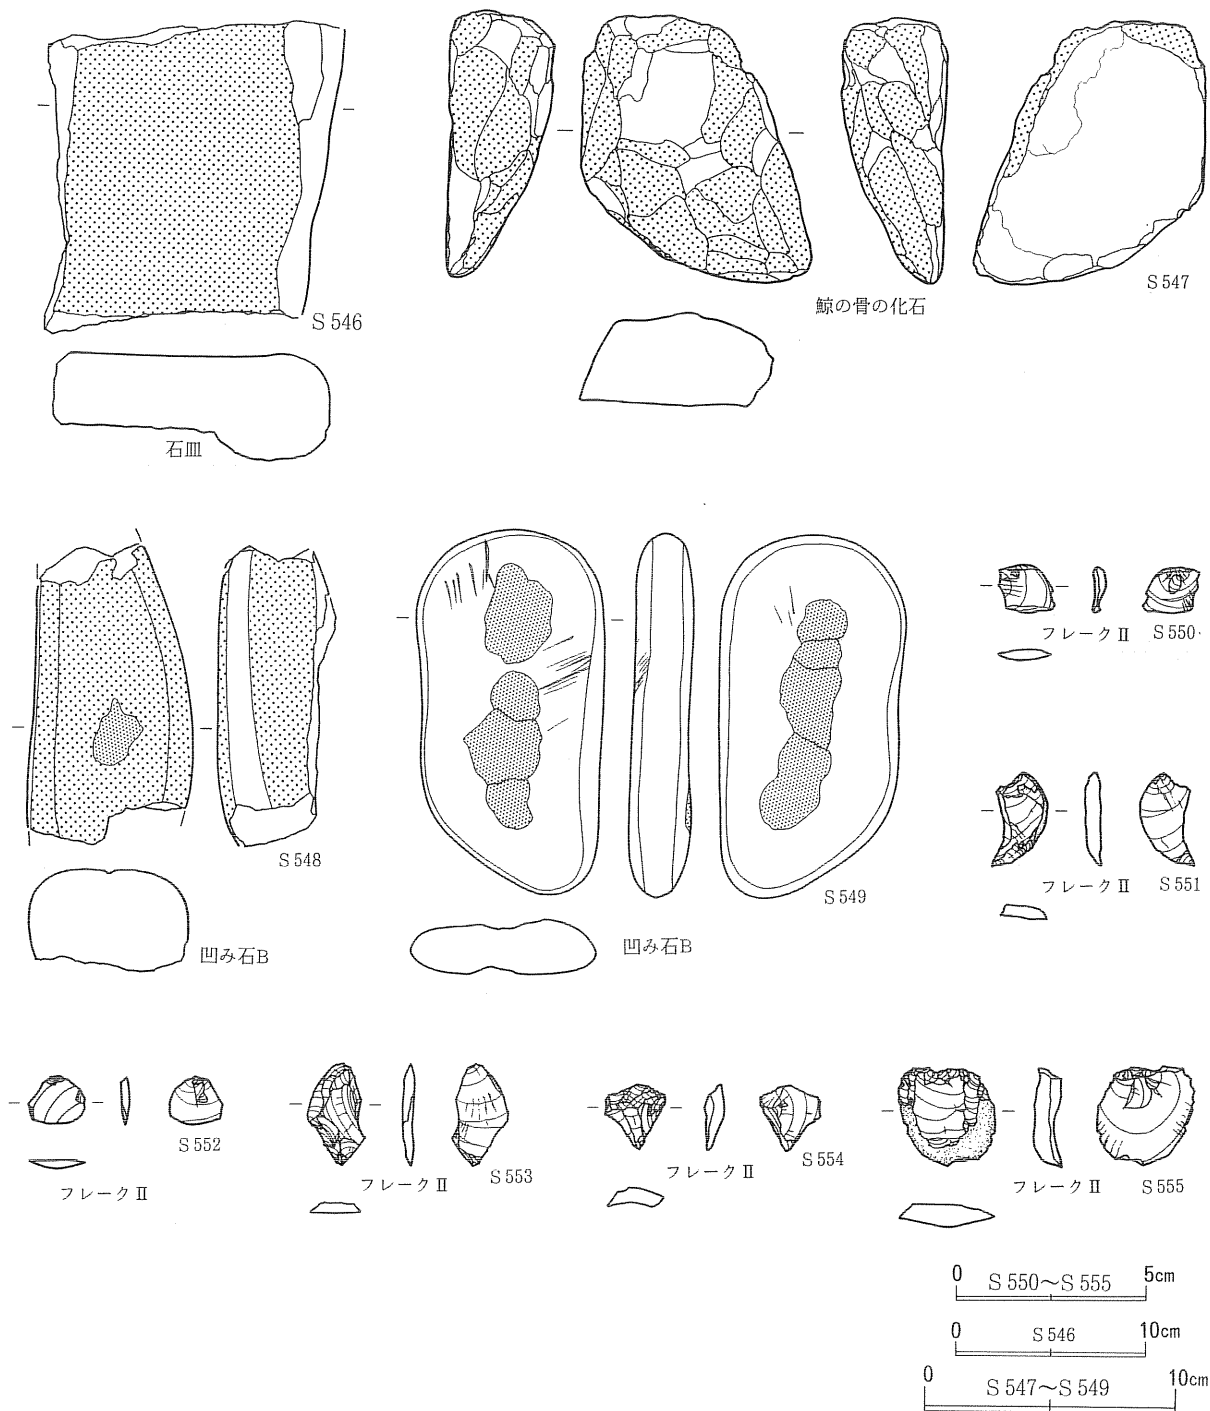 S 546
石皿
鯨の骨の化石
S 547
S 548
凹み石B
S 549
凹み石B
フレークⅡ S 550
フレークⅡ S 551
S 552
フレークⅡ
フレークⅡ S 553
フレークⅡ S 554
フレークⅡ S 555
0 S 550～S 555 5cm
0 S 546 10cm
0 S 547～S 549 10cm